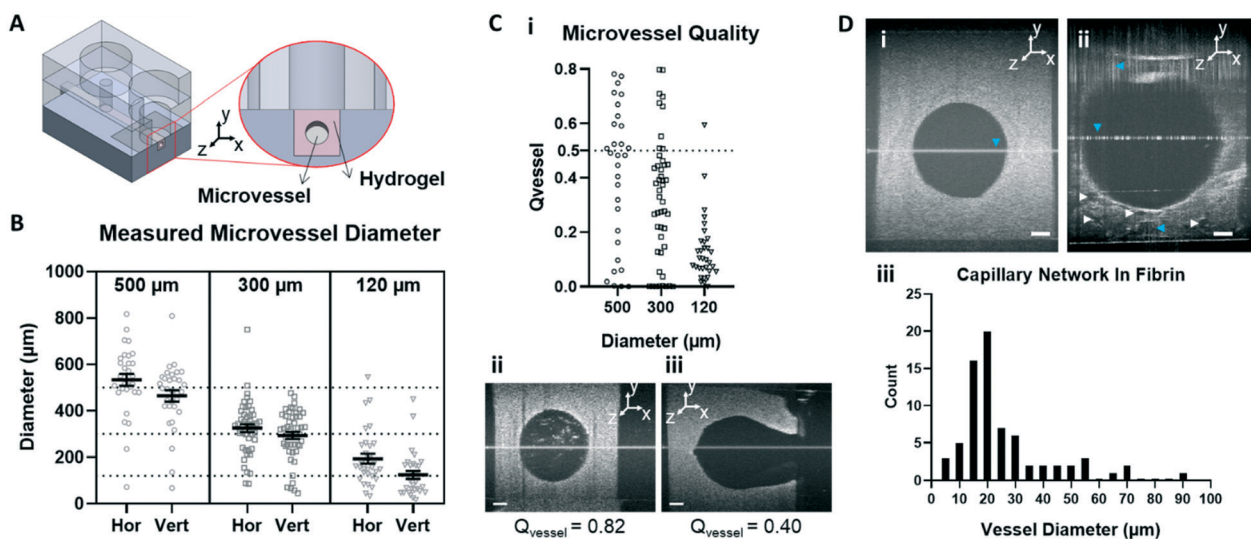 A
y
z
x
Microvessel
Hydrogel
B
Measured Microvessel Diameter
Diameter (µm)
1000
800
600
400
200
0
500 µm
300 µm
120 µm
Hor
Vert
Hor
Vert
Hor
Vert
C
i
Microvessel Quality
Qvessel
0.8
0.6
0.5
0.4
0.2
0.0
500
300
120
Diameter (µm)
ii
y
z
x
Qvessel = 0.82
iii
y
z
x
Qvessel = 0.40
D
i
y
z
x
ii
y
z
x
iii
Capillary Network In Fibrin
Count
25
20
15
10
5
0
0
10
20
30
40
50
60
70
80
90
100
Vessel Diameter (µm)